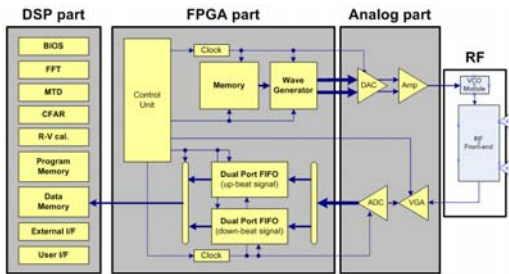 DSP part
FPGA part
Analog part
RF
BIOS
FFT
MTD
CFAR
R-V cal.
Program
Memory
Data
Memory
External I/F
User I/F
Control
Unit
Clock
Memory
Wave
Generator
Dual Port FIFO
(up-beat signal)
Dual Port FIFO
(down-beat signal)
Clock
DAC
Amp
ADC
VGA
VCO
Module
RF
Front-end